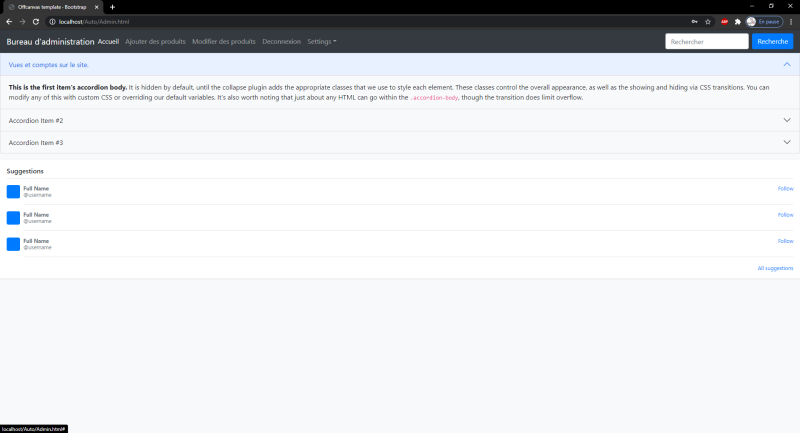 Offcanvas template · Bootstrap
localhost/Auto/Admin.html
ABP
En pause
Bureau d'administration Accueil Ajouter des produits Modifier des produits Deconnexion Settings Rechercher Recherche
Vues et comptes sur le site.
This is the first item's accordion body. It is hidden by default, until the collapse plugin adds the appropriate classes that we use to style each element. These classes control the overall appearance, as well as the showing and hiding via CSS transitions. You can
modify any of this with custom CSS or overriding our default variables. It's also worth noting that just about any HTML can go within the .accordion-body, though the transition does limit overflow.
Accordion Item #2
Accordion Item #3
Suggestions
Full Name Follow
@username
Full Name Follow
@username
Full Name Follow
@username
All suggestions
localhost/Auto/Admin.html#